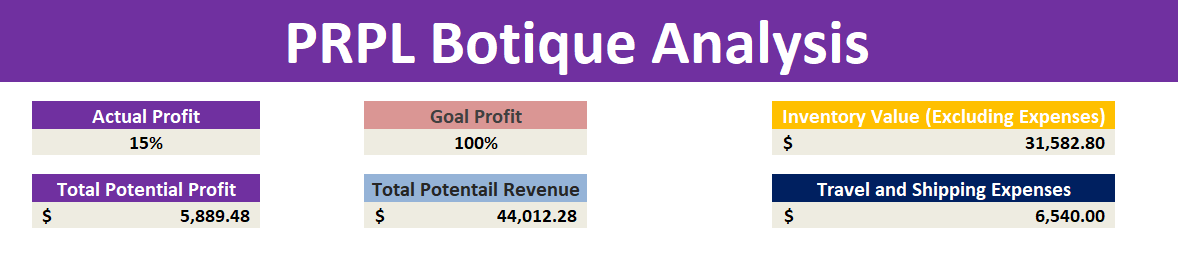 PRPL Botique Analysis
Actual Profit
15%
Goal Profit
100%
Inventory Value (Excluding Expenses)
$ 31,582.80
Total Potential Profit
$ 5,889.48
Total Potentail Revenue
$ 44,012.28
Travel and Shipping Expenses
$ 6,540.00